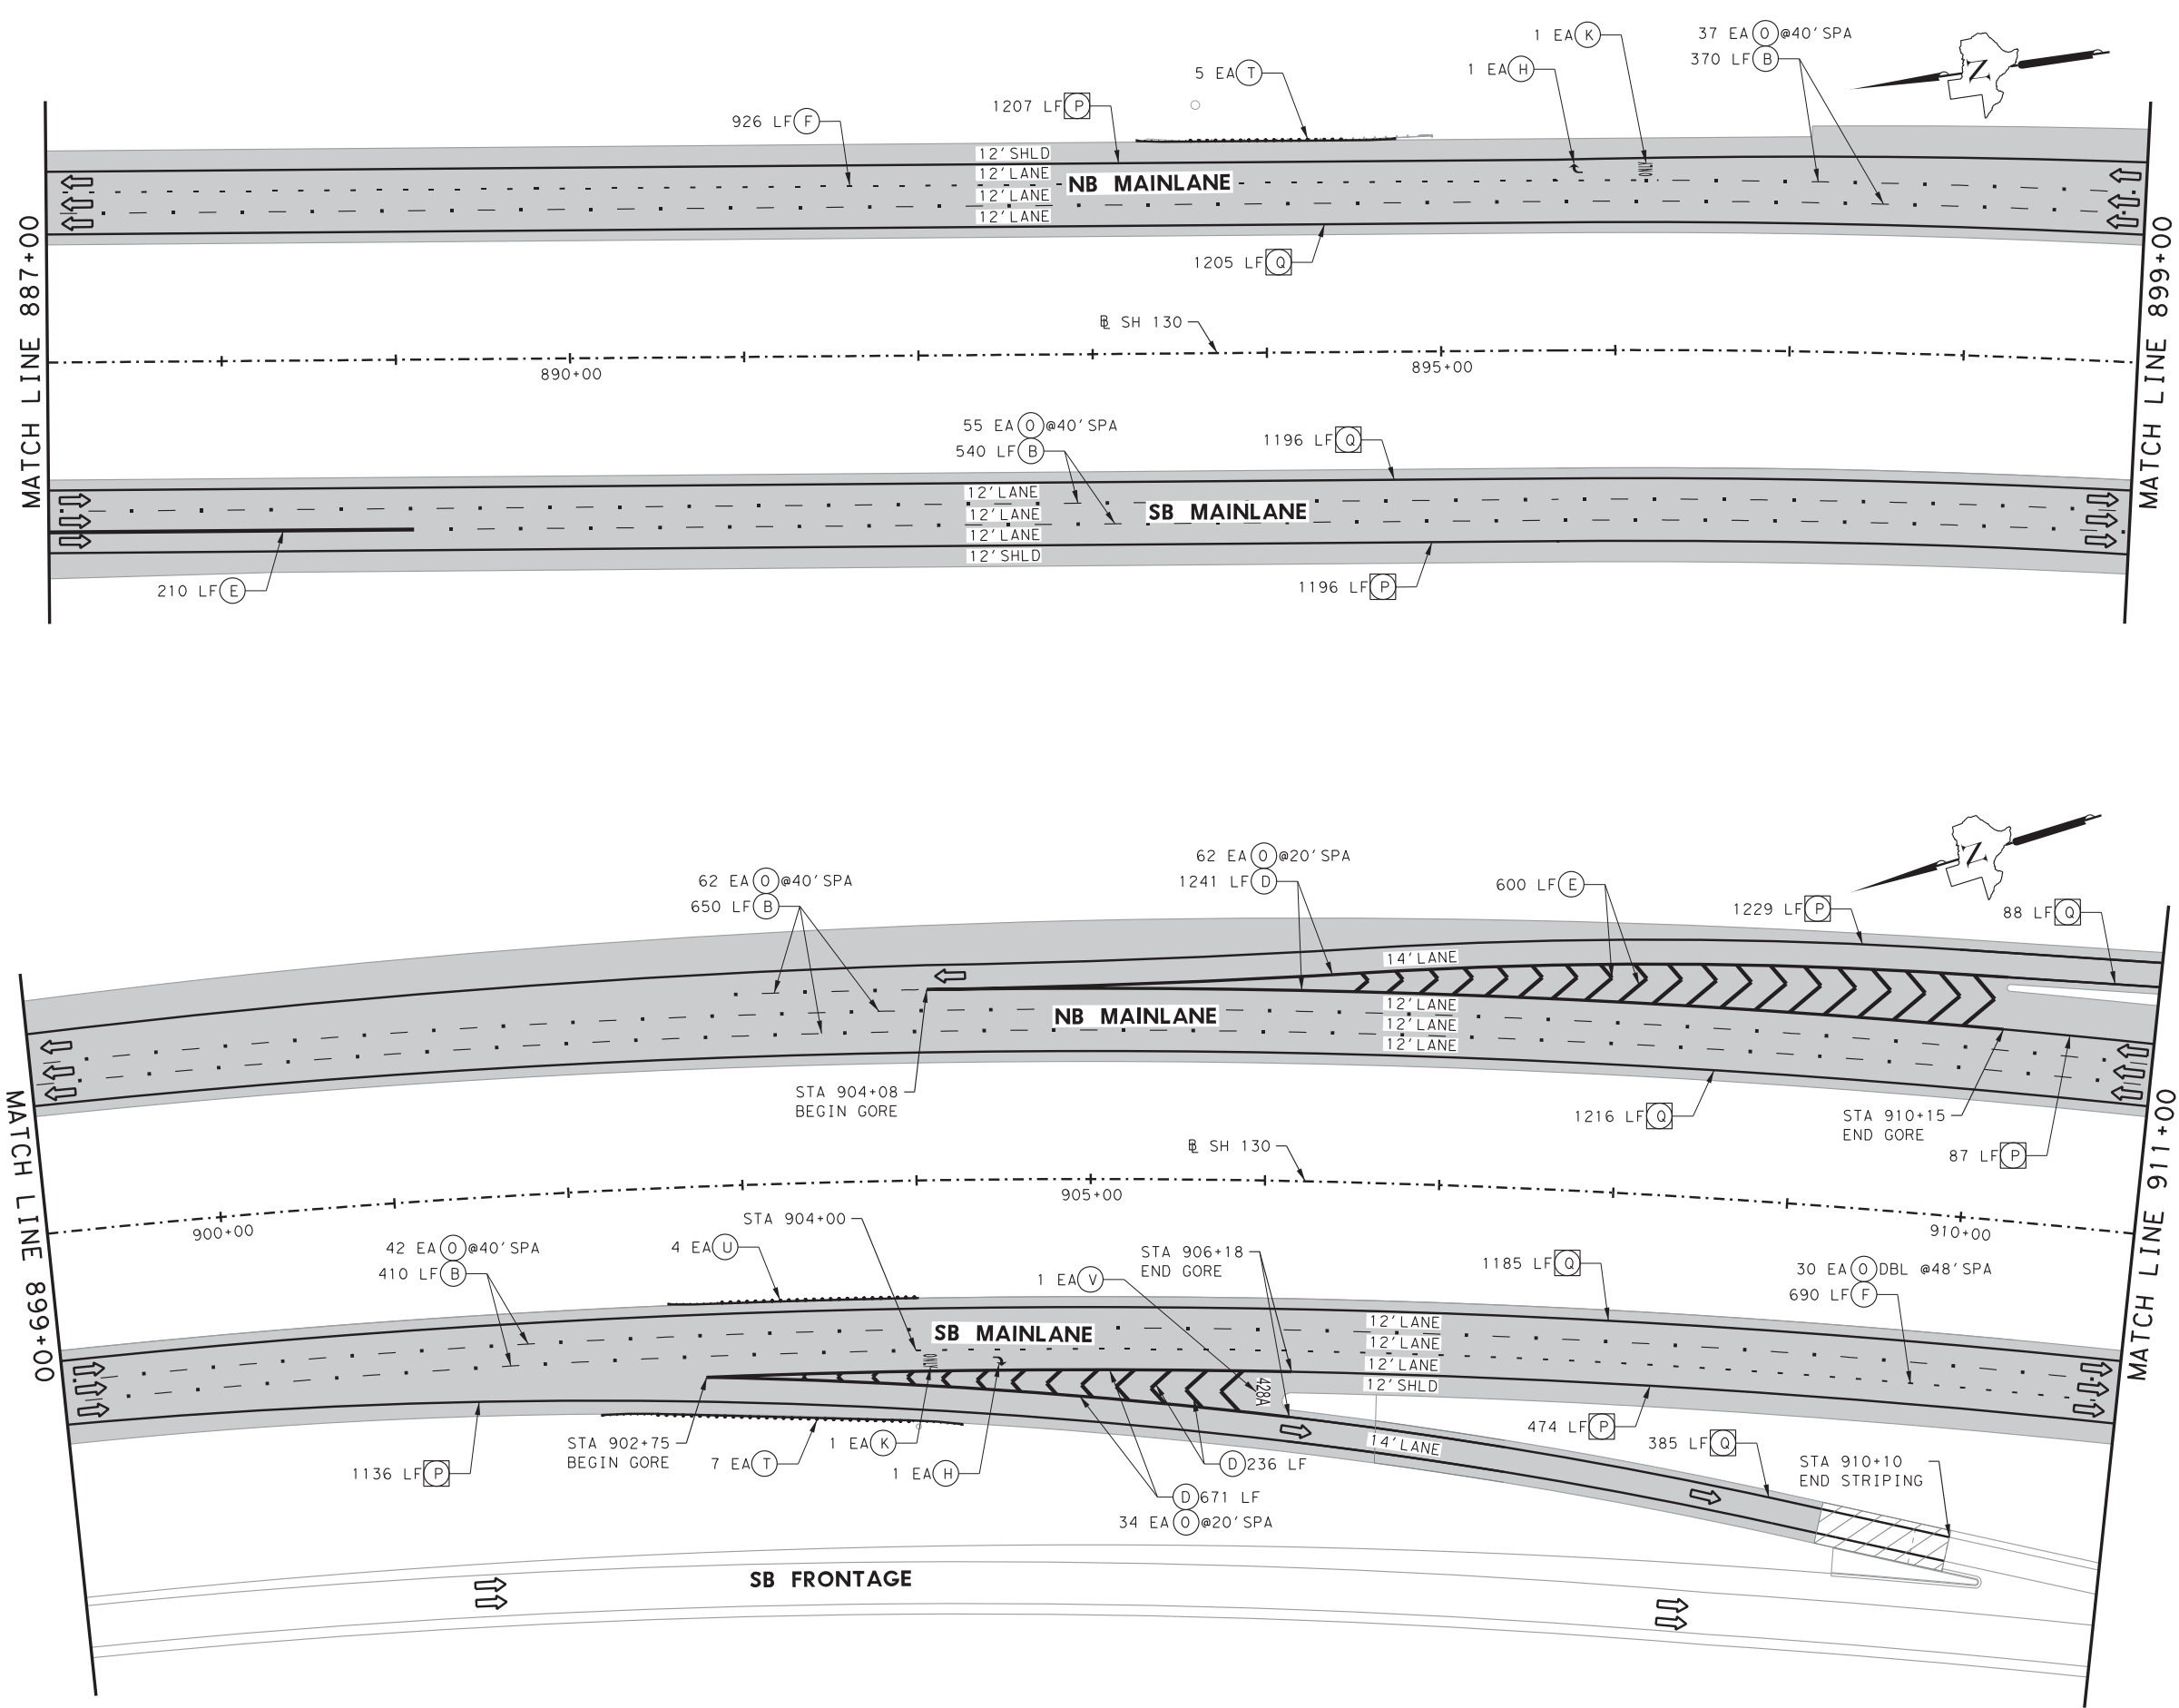 1 EA K
37 EA O @40' SPA
370 LF B
1 EA H
5 EA T
1207 LF P
926 LF F
N
12' SHLD
12' LANE
NB MAINLANE
12' LANE
12' LANE
1205 LF Q
MATCH LINE 887+00
MATCH LINE 899+00
℄ SH 130
890+00
895+00
55 EA O @40' SPA
540 LF B
1196 LF Q
12' LANE
SB MAINLANE
12' LANE
12' LANE
12' SHLD
210 LF E
1196 LF P
N
62 EA O @20' SPA
1241 LF D
62 EA O @40' SPA
650 LF B
600 LF E
1229 LF P
88 LF Q
14' LANE
12' LANE
NB MAINLANE
12' LANE
12' LANE
STA 904+08
BEGIN GORE
1216 LF Q
STA 910+15
END GORE
87 LF P
MATCH LINE 899+00
MATCH LINE 911+00
℄ SH 130
905+00
900+00
910+00
STA 904+00
42 EA O @40' SPA
410 LF B
4 EA U
STA 906+18
END GORE
1 EA V
1185 LF Q
30 EA O DBL @48' SPA
690 LF F
12' LANE
SB MAINLANE
12' LANE
12' LANE
12' SHLD
428A
474 LF P
STA 902+75
BEGIN GORE
1 EA K
14' LANE
385 LF Q
7 EA T
1 EA H
D 236 LF
1136 LF P
STA 910+10
END STRIPING
D 671 LF
34 EA O @20' SPA
SB FRONTAGE